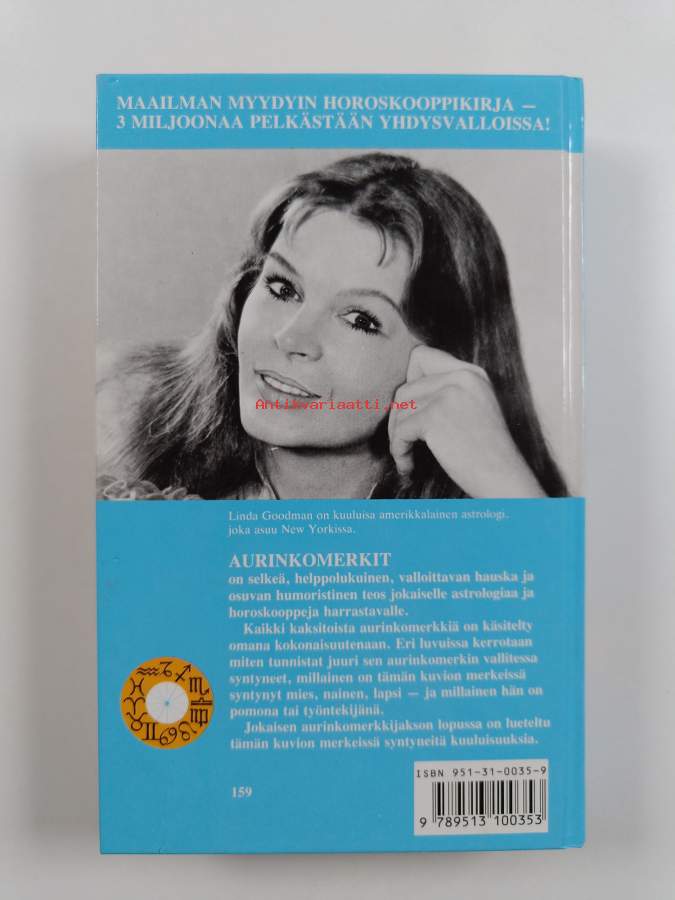 MAAILMAN MYYDYIN HOROSKOOPPIKIRJA —
3 MILJOONAA PELKÄSTÄÄN YHDYSVALLOISSA!
Antikvariaatti.net
Linda Goodman on kuuluisa amerikkalainen astrologi,
joka asuu New Yorkissa.
AURINKOMERKIT
on selkeä, helppolukuinen, valloittavan hauska ja
osuvan humoristinen teos jokaiselle astrologiaa ja
horoskooppeja harrastavalle.
Kaikki kaksitoista aurinkomerkkiä on käsitelty
omana kokonaisuutenaan. Eri luvuissa kerrotaan
miten tunnistat juuri sen aurinkomerkin vallitessa
syntyneet, millainen on tämän kuvion merkeissä
syntynyt mies, nainen, lapsi — ja millainen hän on
pomona tai työntekijänä.
Jokaisen aurinkomerkkijakson lopussa on lueteltu
tämän kuvion merkeissä syntyneitä kuuluisuuksia.
ISBN 951-31-0035-9
159
9 789513 100353